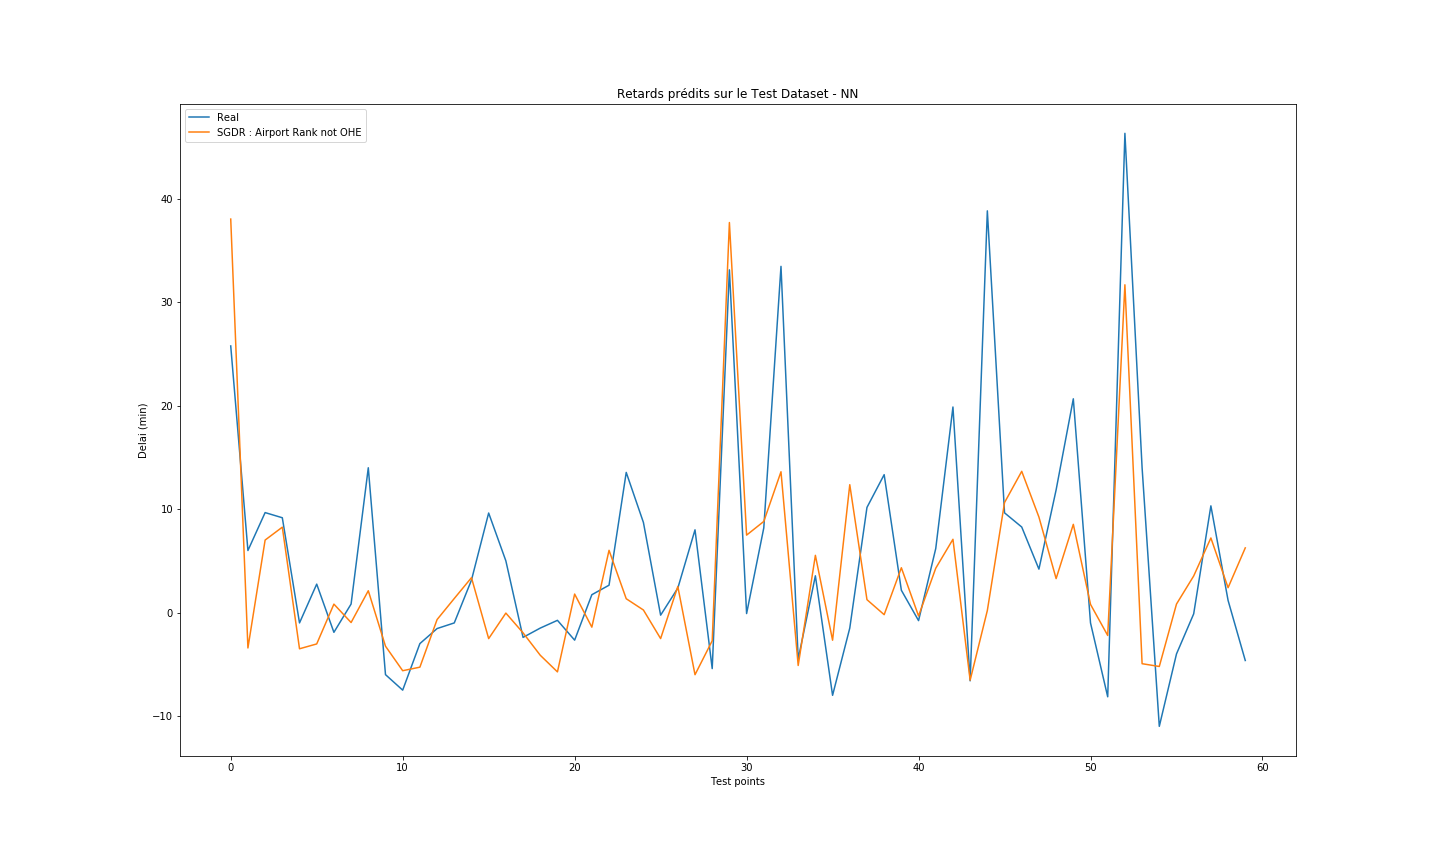 Retards prédits sur le Test Dataset - NN
Real
SGDR : Airport Rank not OHE
40
30
20
10
0
−10
Delai (min)
0 10 20 30 40 50 60
Test points